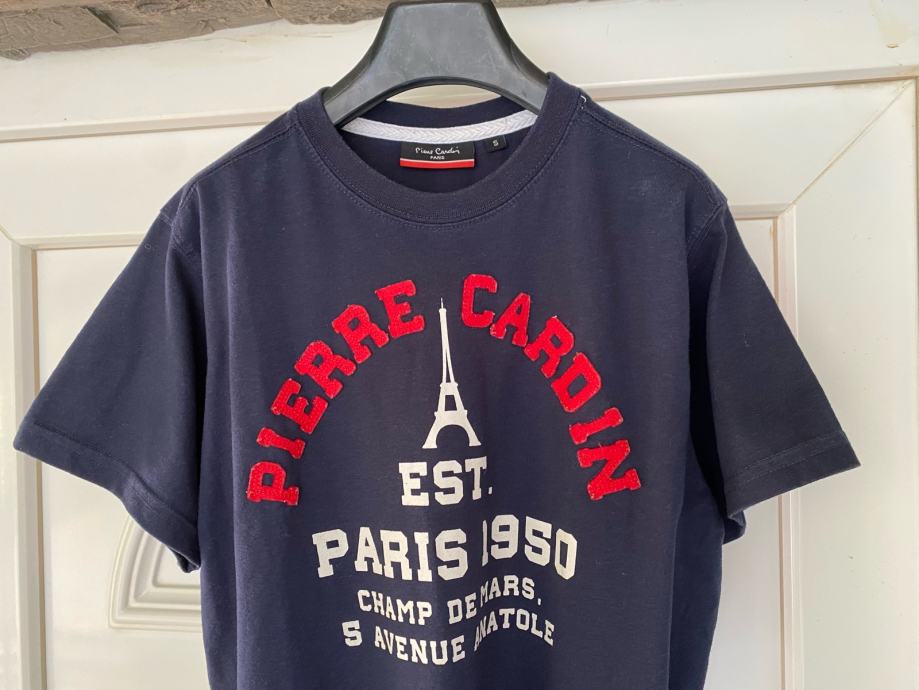 Pierre Cardin
PARIS
S
PIERRE CARDIN
EST.
PARIS 1950
CHAMP DE MARS,
5 AVENUE ANATOLE